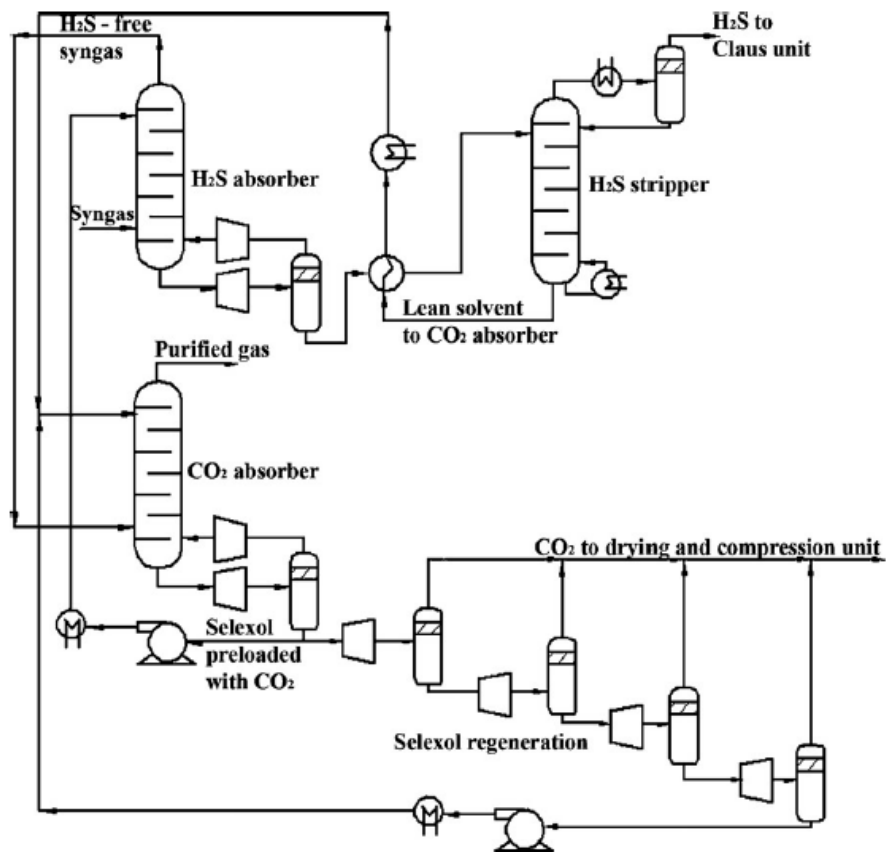 H₂S - free
syngas
H₂S to
Claus unit
H₂S absorber
H₂S stripper
Syngas
Lean solvent
to CO₂ absorber
Purified gas
CO₂ absorber
CO₂ to drying and compression unit
Selexol
preloaded
with CO₂
Selexol regeneration